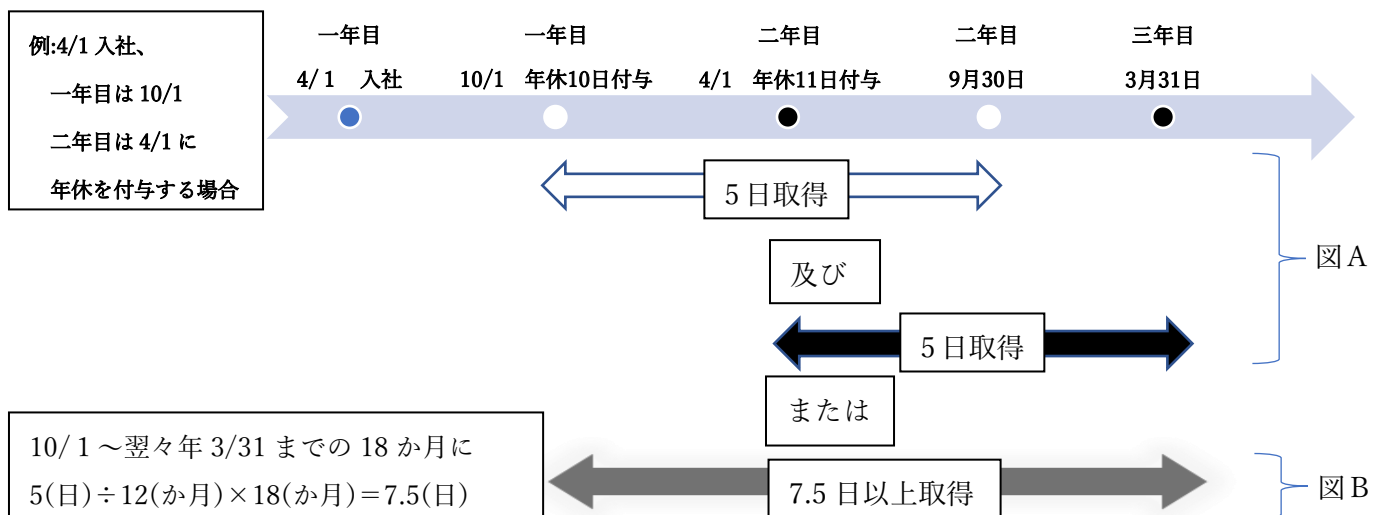 例:4/1 入社、
一年目は 10/1
二年目は 4/1 に
年休を付与する場合
一年目
4/1 入社
一年目
10/1 年休10日付与
二年目
4/1 年休11日付与
二年目
9月30日
三年目
3月31日
5 日取得
及び
5 日取得
図A
または
10/1～翌々年 3/31 までの 18 か月に
5(日)÷12(か月)×18(か月)=7.5(日)
7.5 日以上取得
図B